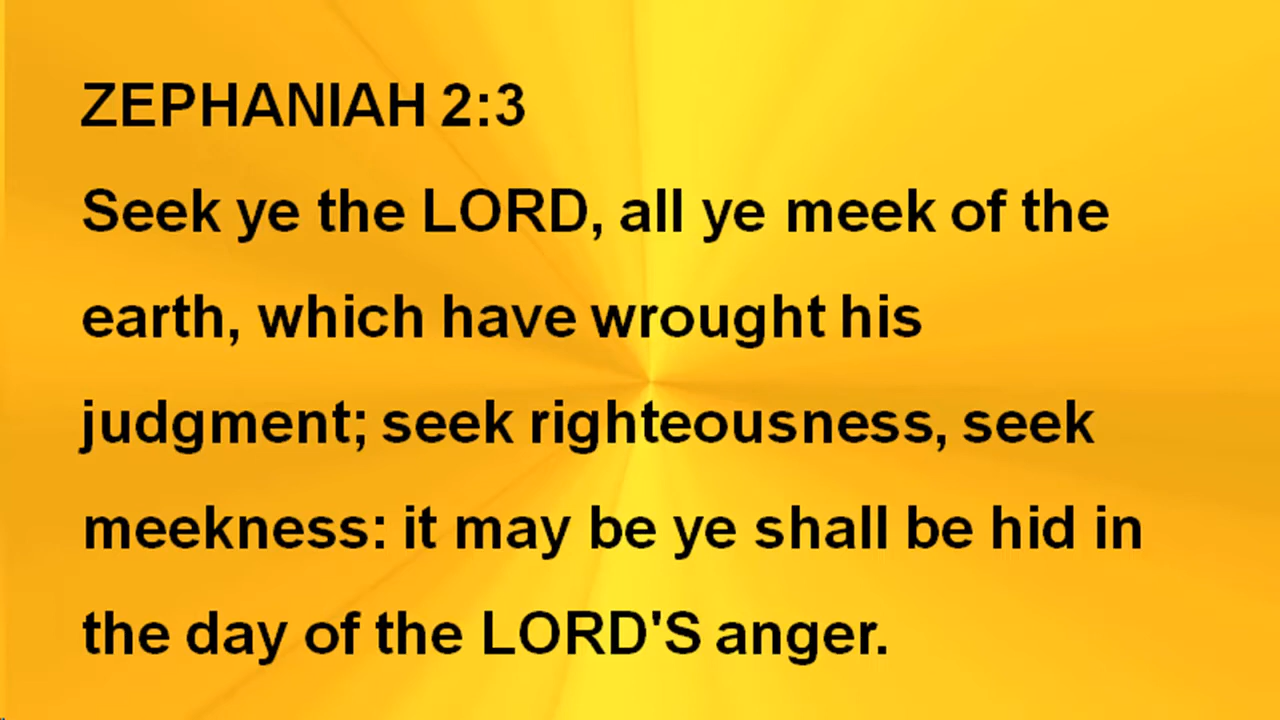 ZEPHANIAH 2:3
Seek ye the LORD, all ye meek of the
earth, which have wrought his
judgment; seek righteousness, seek
meekness: it may be ye shall be hid in
the day of the LORD'S anger.